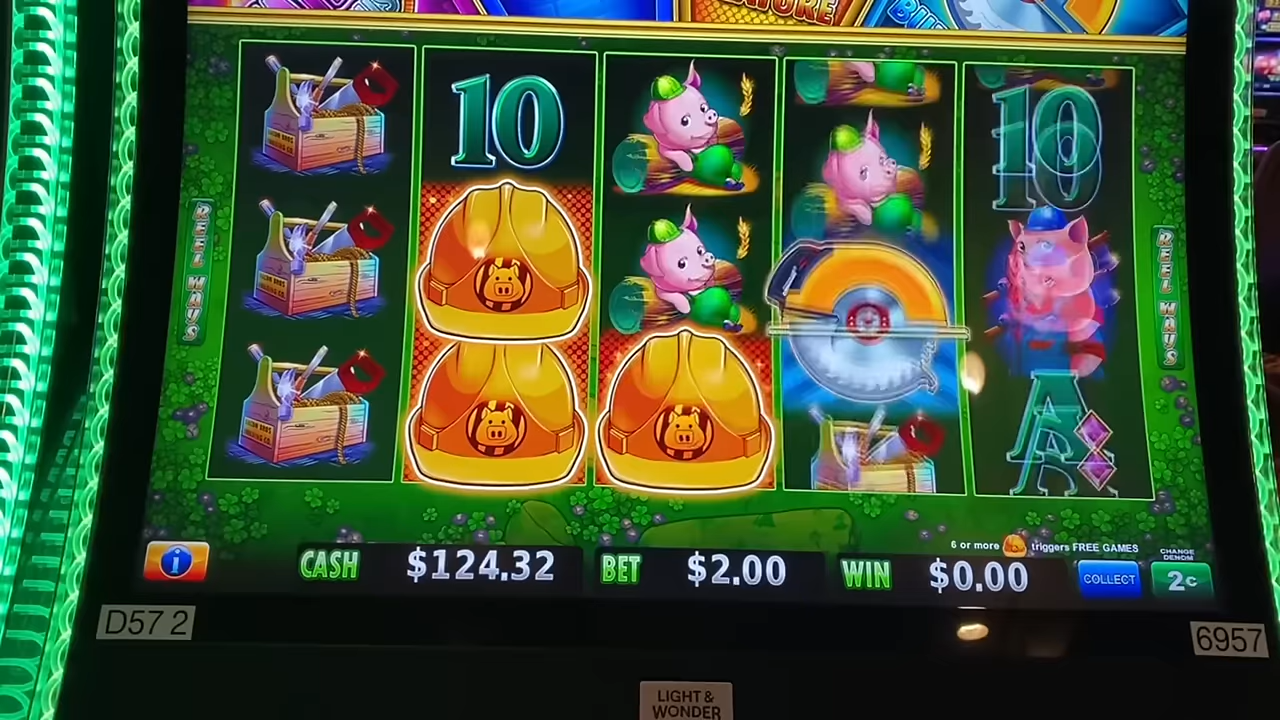 10
10
A
REEL WAYS
REEL WAYS
6 or more triggers FREE GAMES
CHANGE DENOM
CASH $124.32 BET $2.00 WIN $0.00 COLLECT 2¢
D57 2
6957
LIGHT &
WONDER